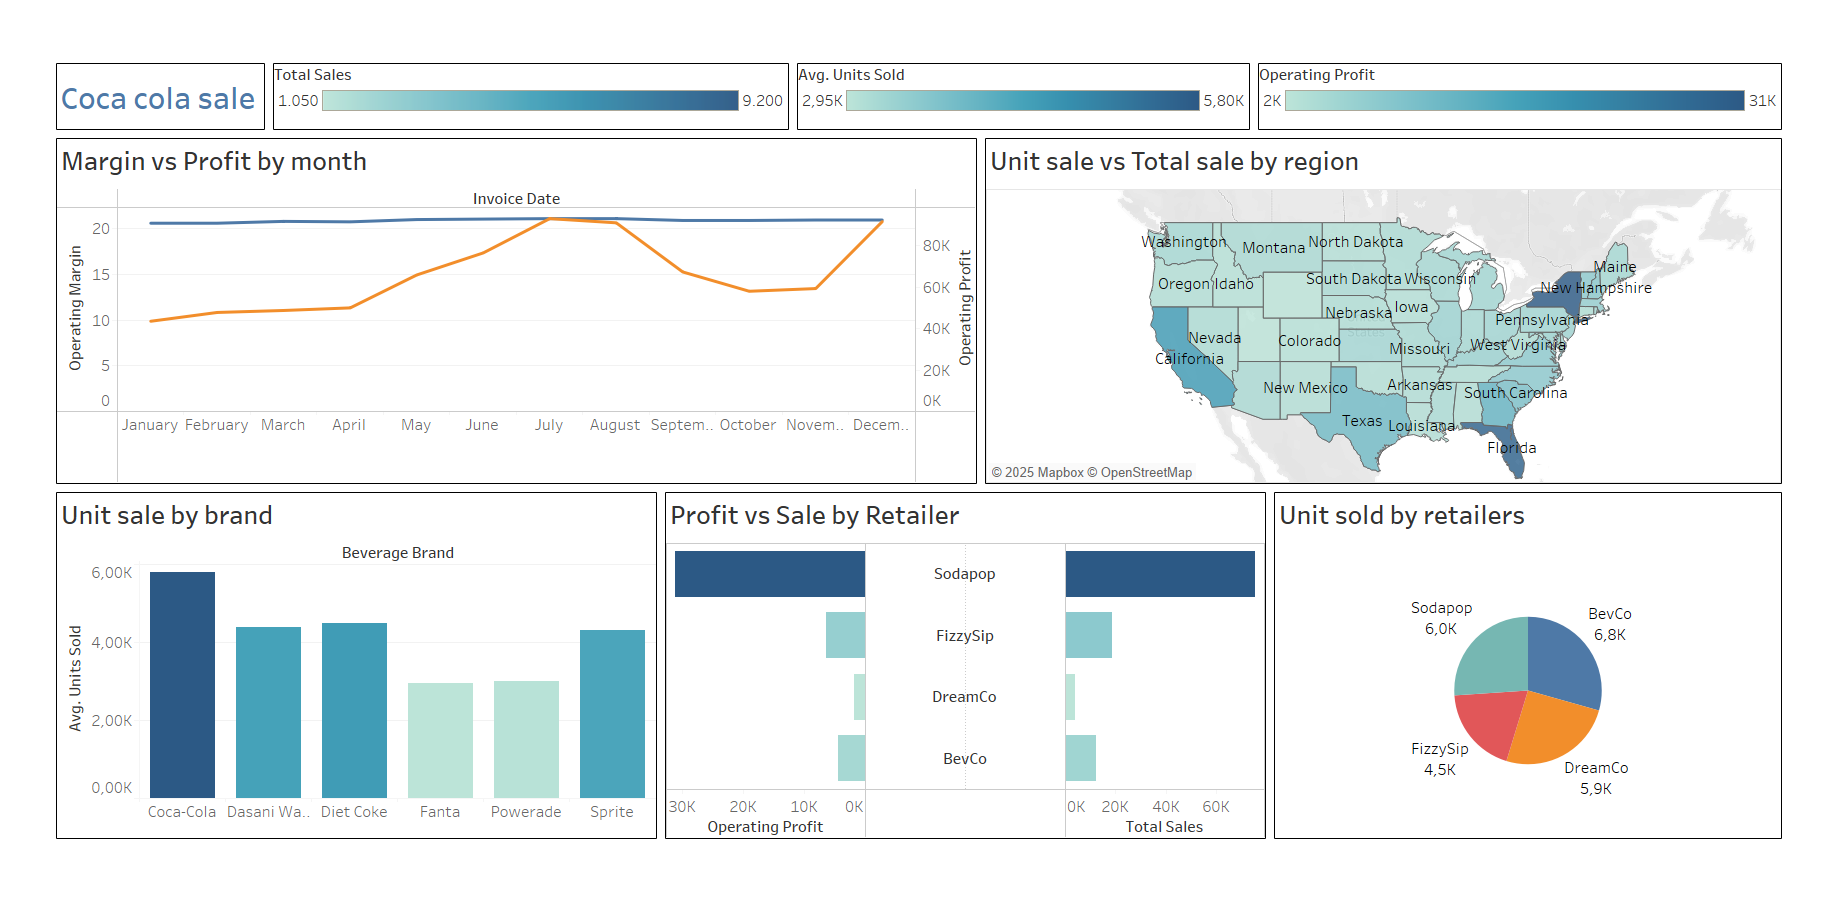 Coca cola sale
Total Sales
1.050 9.200
Avg. Units Sold
2,95K 5,80K
Operating Profit
2K 31K
Margin vs Profit by month
Invoice Date
Operating Margin
20
15
10
5
0
80K
60K
40K
20K
0K
Operating Profit
January February March April May June July August Septem.. October Novem.. Decem..
Unit sale vs Total sale by region
Washington
Montana
North Dakota
Maine
Oregon
Idaho
South Dakota
Wisconsin
New Hampshire
Nebraska
Iowa
Pennsylvania
Nevada
Colorado
States
Missouri
West Virginia
California
New Mexico
Arkansas
South Carolina
Texas
Louisiana
Florida
© 2025 Mapbox © OpenStreetMap
Unit sale by brand
Beverage Brand
Avg. Units Sold
6,00K
4,00K
2,00K
0,00K
Coca-Cola Dasani Wa.. Diet Coke Fanta Powerade Sprite
Profit vs Sale by Retailer
Sodapop
FizzySip
DreamCo
BevCo
30K 20K 10K 0K
Operating Profit
0K 20K 40K 60K
Total Sales
Unit sold by retailers
Sodapop
6,0K
BevCo
6,8K
FizzySip
4,5K
DreamCo
5,9K